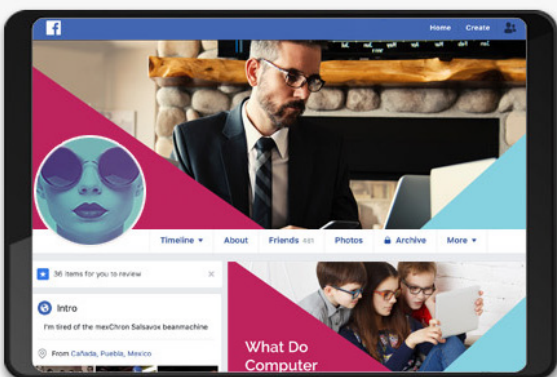 f
Home Create
Timeline About Friends 481 Photos Archive More
36 items for you to review
Intro
I'm tired of the mexChron Salsavox beanmachine
From Cañada, Puebla, Mexico
What Do
Computer